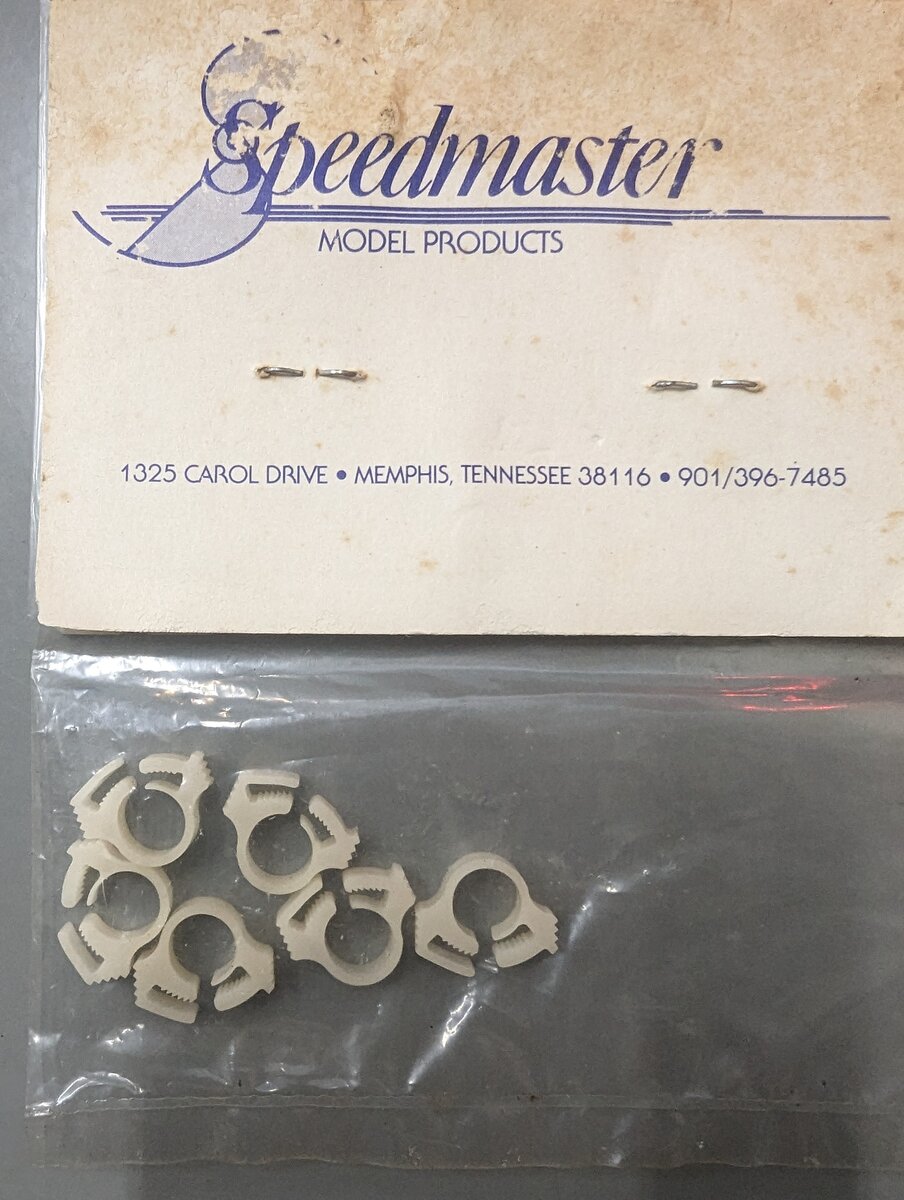 Speedmaster
MODEL PRODUCTS
1325 CAROL DRIVE • MEMPHIS, TENNESSEE 38116 • 901/396-7485